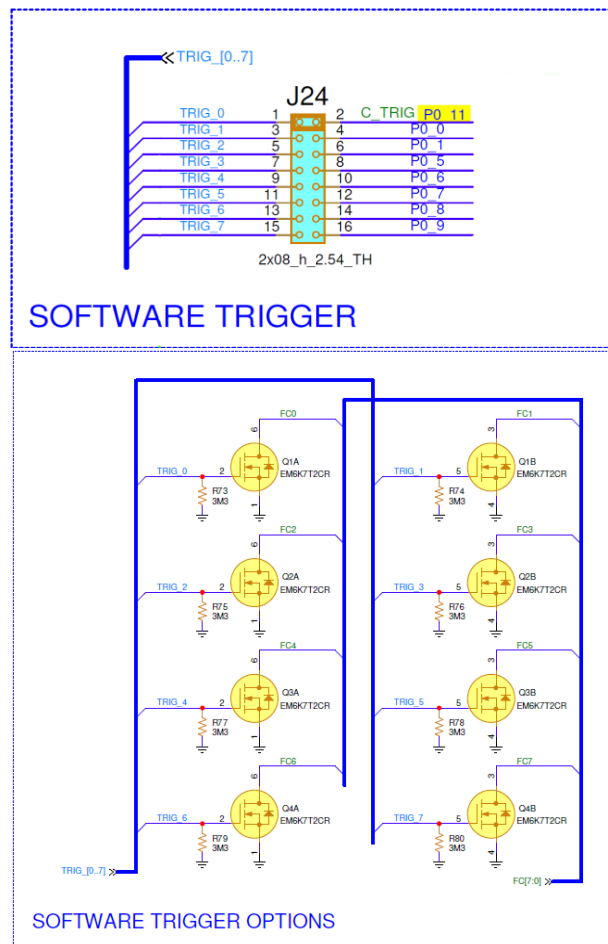 TRIG_[0..7]
J24
TRIG_0 1 2 C_TRIG P0_11
TRIG_1 3 4 P0_0
TRIG_2 5 6 P0_1
TRIG_3 7 8 P0_5
TRIG_4 9 10 P0_6
TRIG_5 11 12 P0_7
TRIG_6 13 14 P0_8
TRIG_7 15 16 P0_9
2x08_h_2.54_TH
SOFTWARE TRIGGER
FC0 FC1
6 3
Q1A Q1B
TRIG_0 2 EM6K7T2CR TRIG_1 5 EM6K7T2CR
R73 R74
3M3 1 3M3 4
FC2 FC3
6 3
Q2A Q2B
TRIG_2 2 EM6K7T2CR TRIG_3 5 EM6K7T2CR
R75 R76
3M3 1 3M3 4
FC4 FC5
6 3
Q3A Q3B
TRIG_4 2 EM6K7T2CR TRIG_5 5 EM6K7T2CR
R77 R78
3M3 1 3M3 4
FC6 FC7
6 3
Q4A Q4B
TRIG_6 2 EM6K7T2CR TRIG_7 5 EM6K7T2CR
R79 R80
3M3 1 3M3 4
TRIG_[0..7] FC[7:0]
SOFTWARE TRIGGER OPTIONS